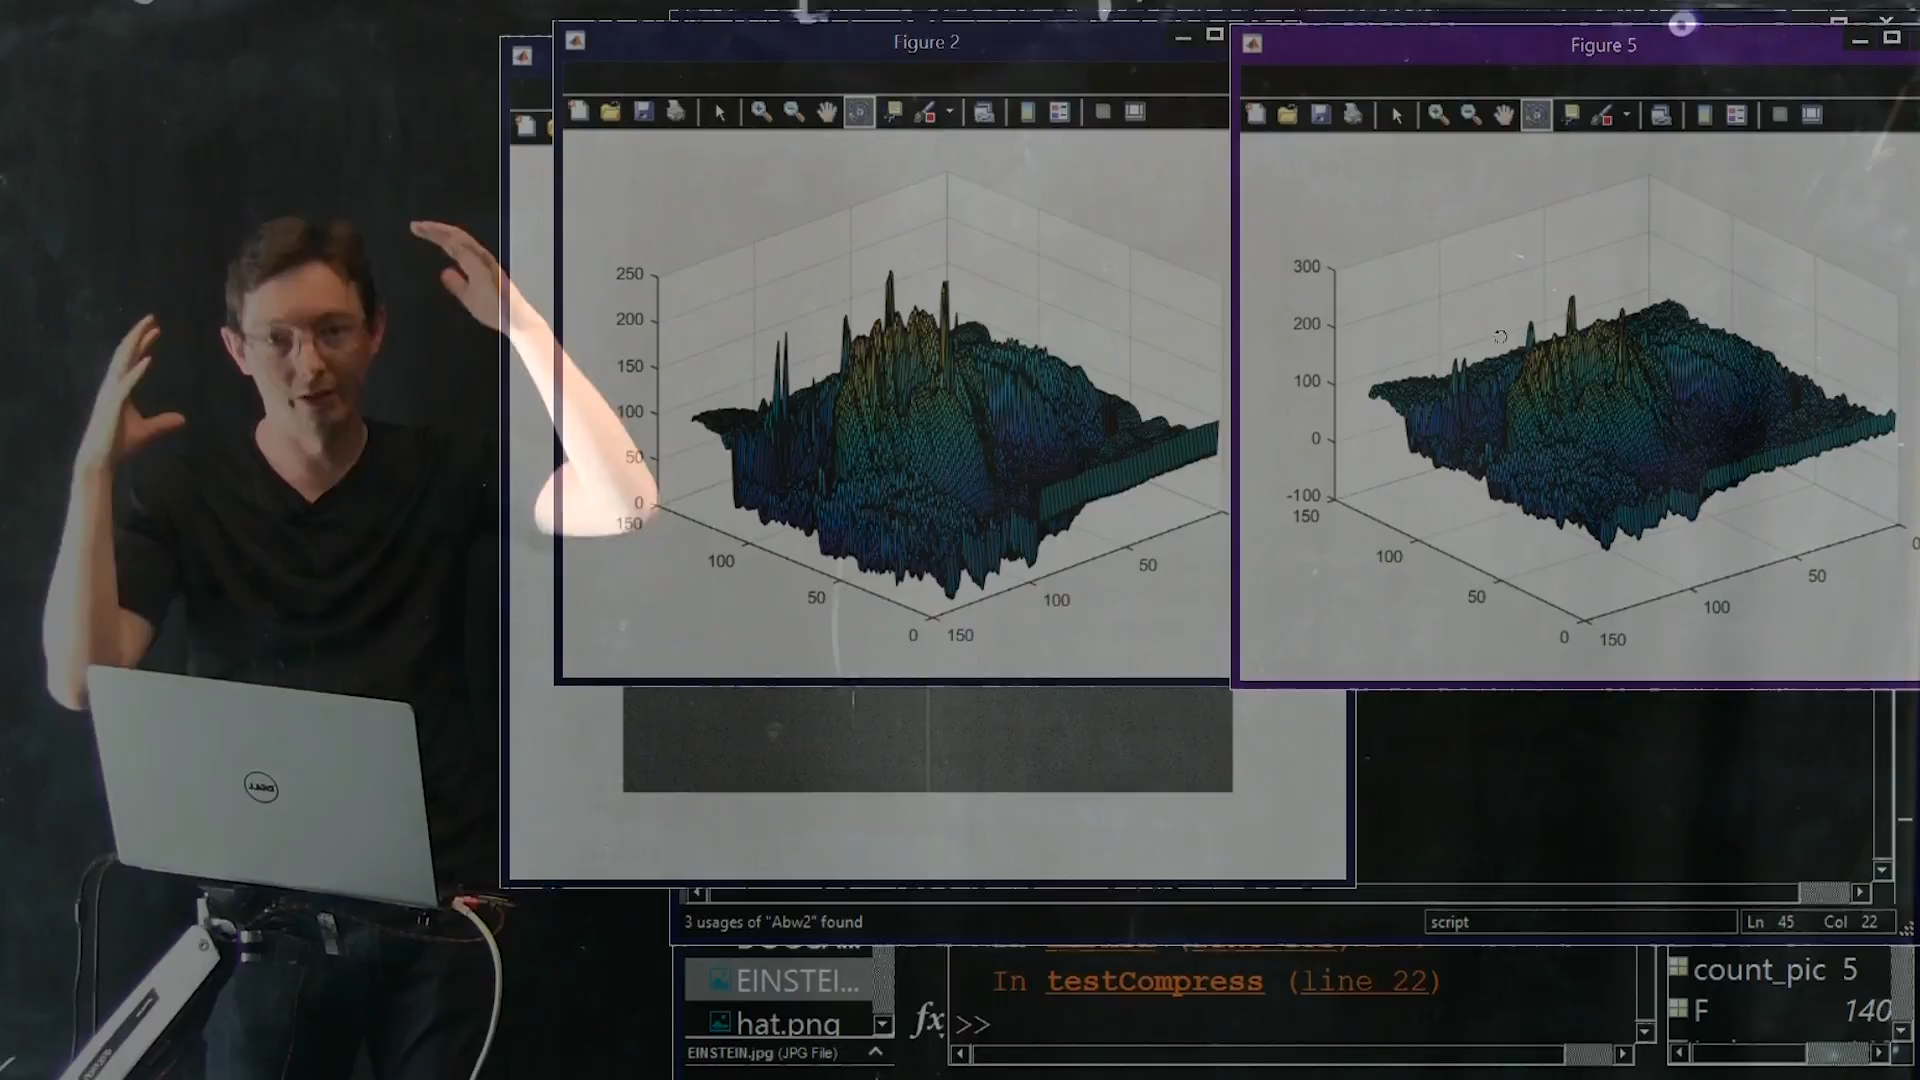 Figure 2
Figure 5
250
200
150
100
50
0
150
100
50
0
150
100
50
300
200
100
0
-100
150
100
50
0
150
100
50
0
DELL
3 usages of "Abw2" found
script
Ln 45 Col 22
EINSTEI...
In testCompress (line 22)
count_pic 5
hat.png
fx >>
F 140
EINSTEIN.jpg (JPG File)